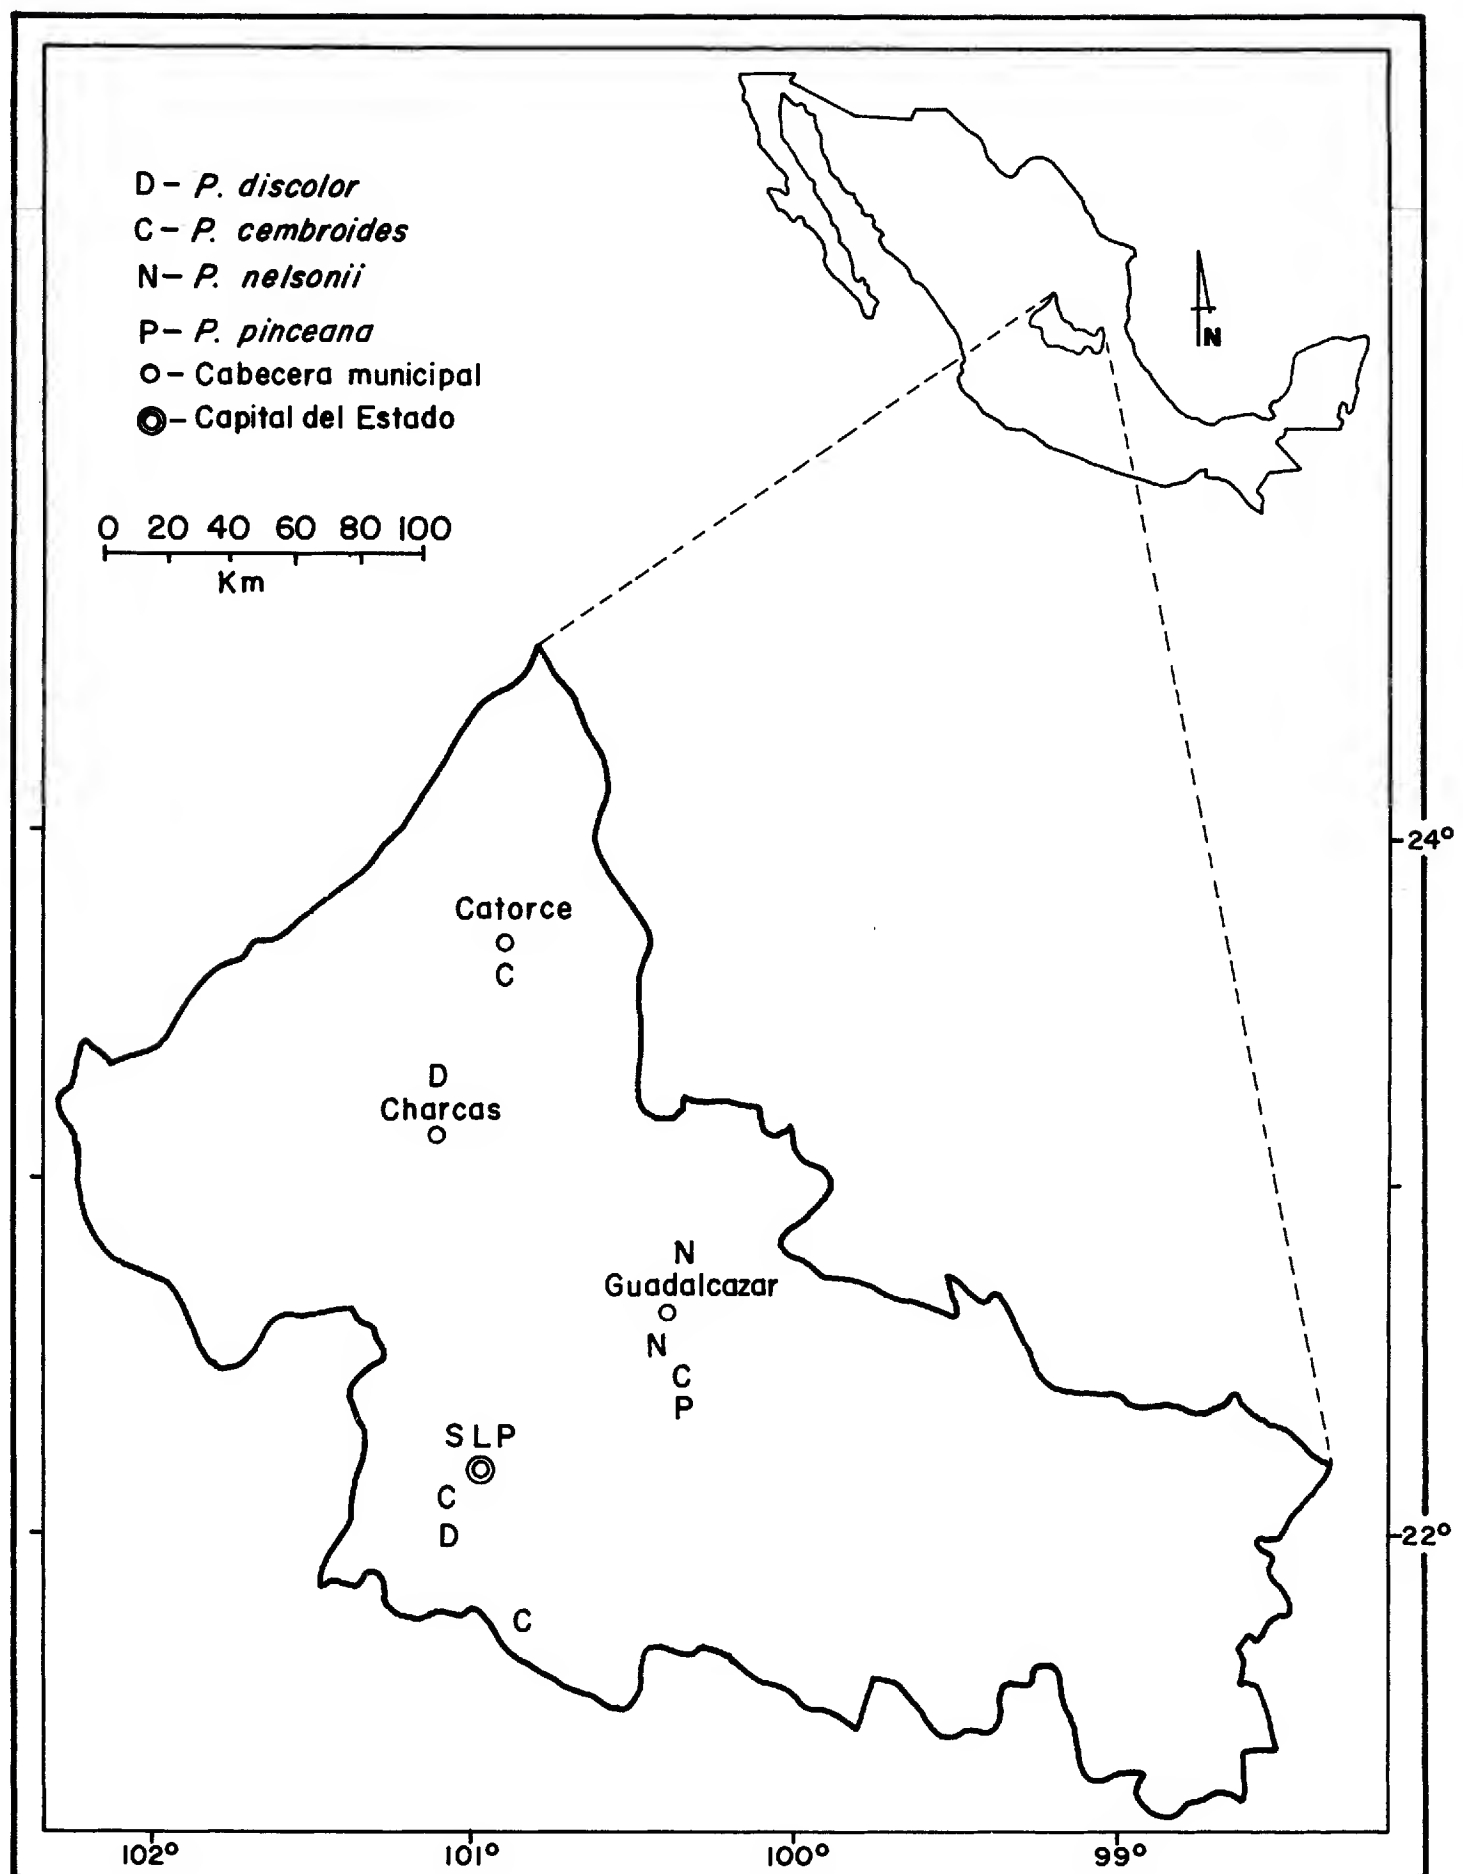 D – P. discolor
C – P. cembroides
N – P. nelsonii
P – P. pinceana
O – Cabecera municipal
◎ – Capital del Estado
0 20 40 60 80 100
Km
N
24°
Catorce
C
D
Charcas
N
Guadalcazar
N
C
P
SLP
C
D
22°
C
102° 101° 100° 99°